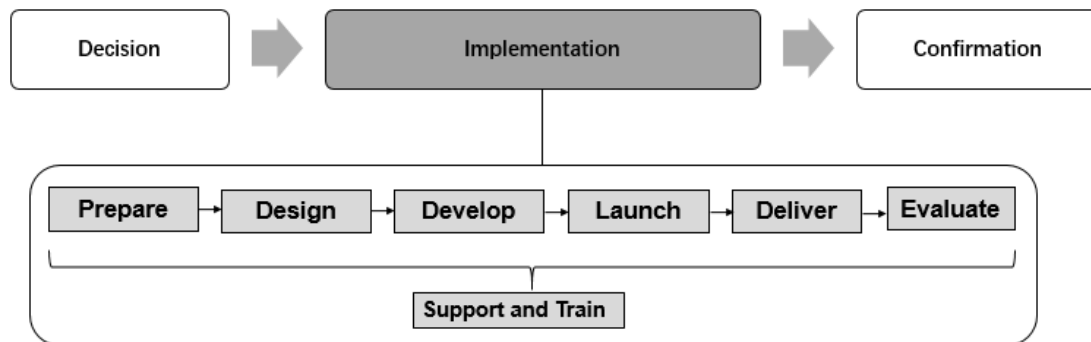 Decision
Implementation
Confirmation
Prepare
Design
Develop
Launch
Deliver
Evaluate
Support and Train